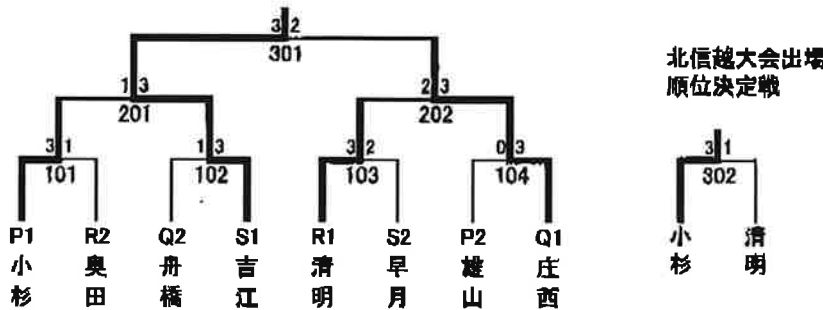 3 2
301
北信越大会出場
順位決定戦
1 3
201
2 3
202
3 1
101
1 3
102
3 2
103
0 3
104
3 1
302
P1 小杉
R2 奥田
Q2 舟橋
S1 吉江
R1 清明
S2 早月
P2 雄山
Q1 庄西
小杉
清明